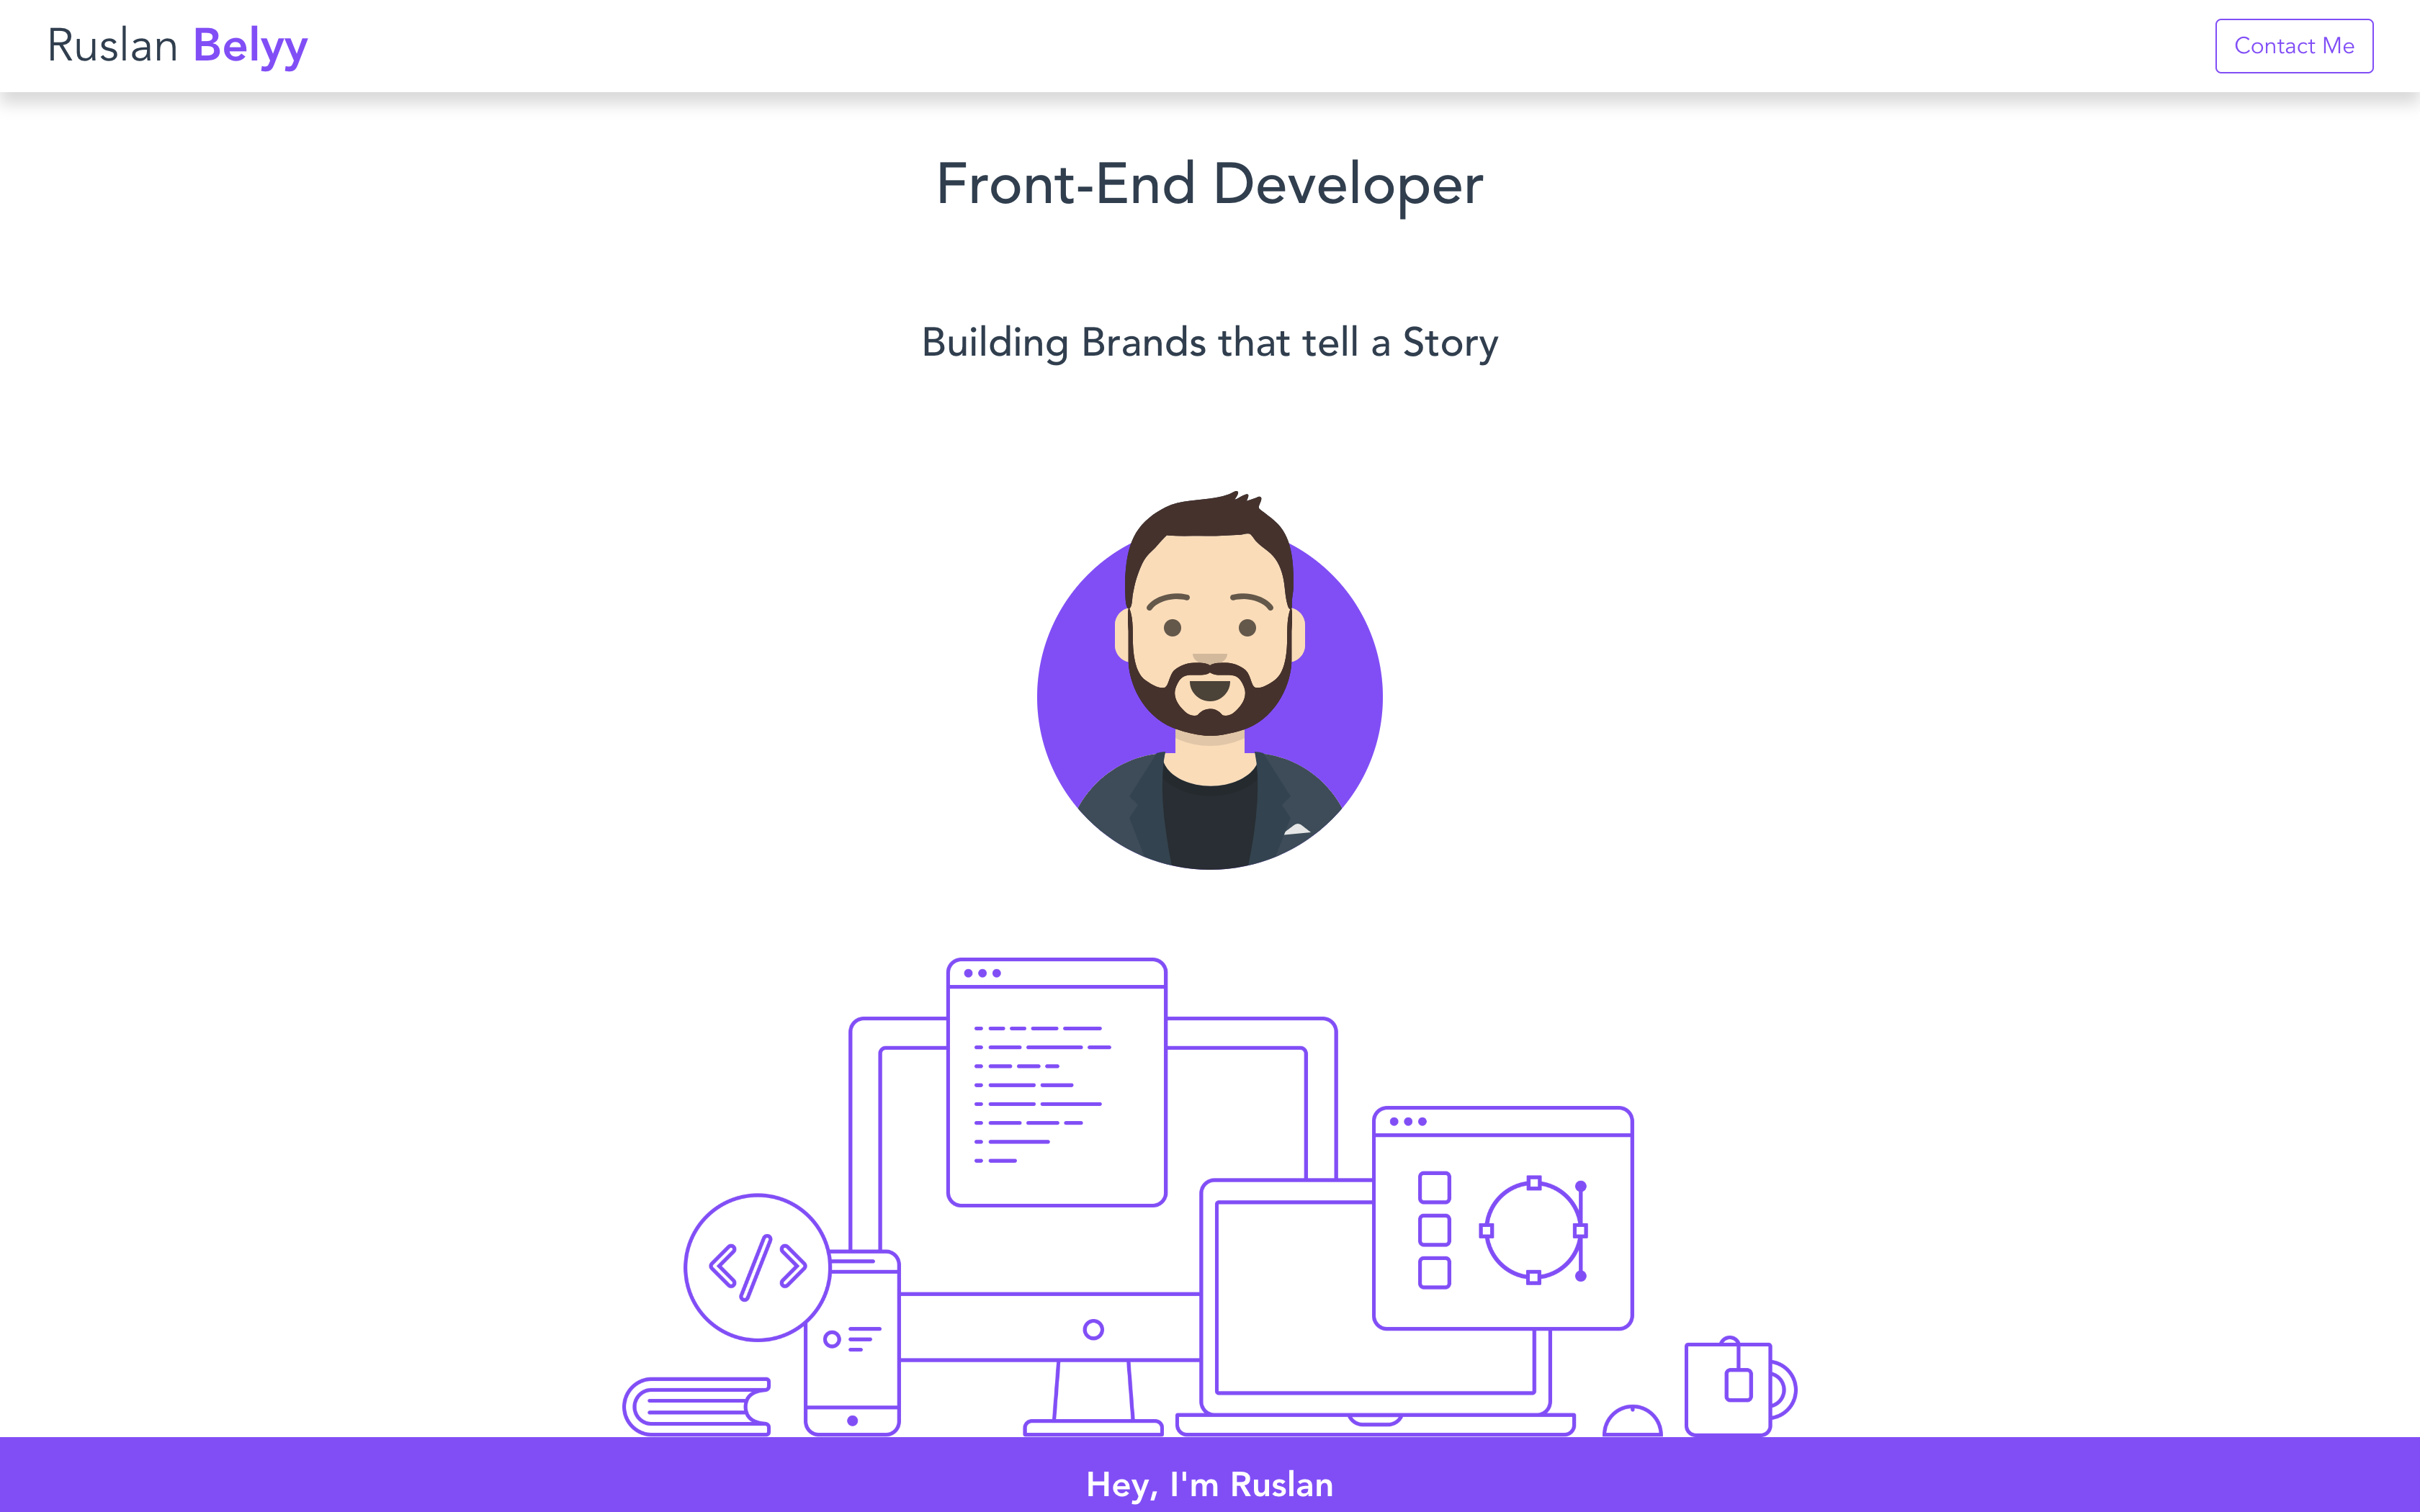 Ruslan Belyy
Contact Me
Front-End Developer
Building Brands that tell a Story
</>
Hey, I'm Ruslan